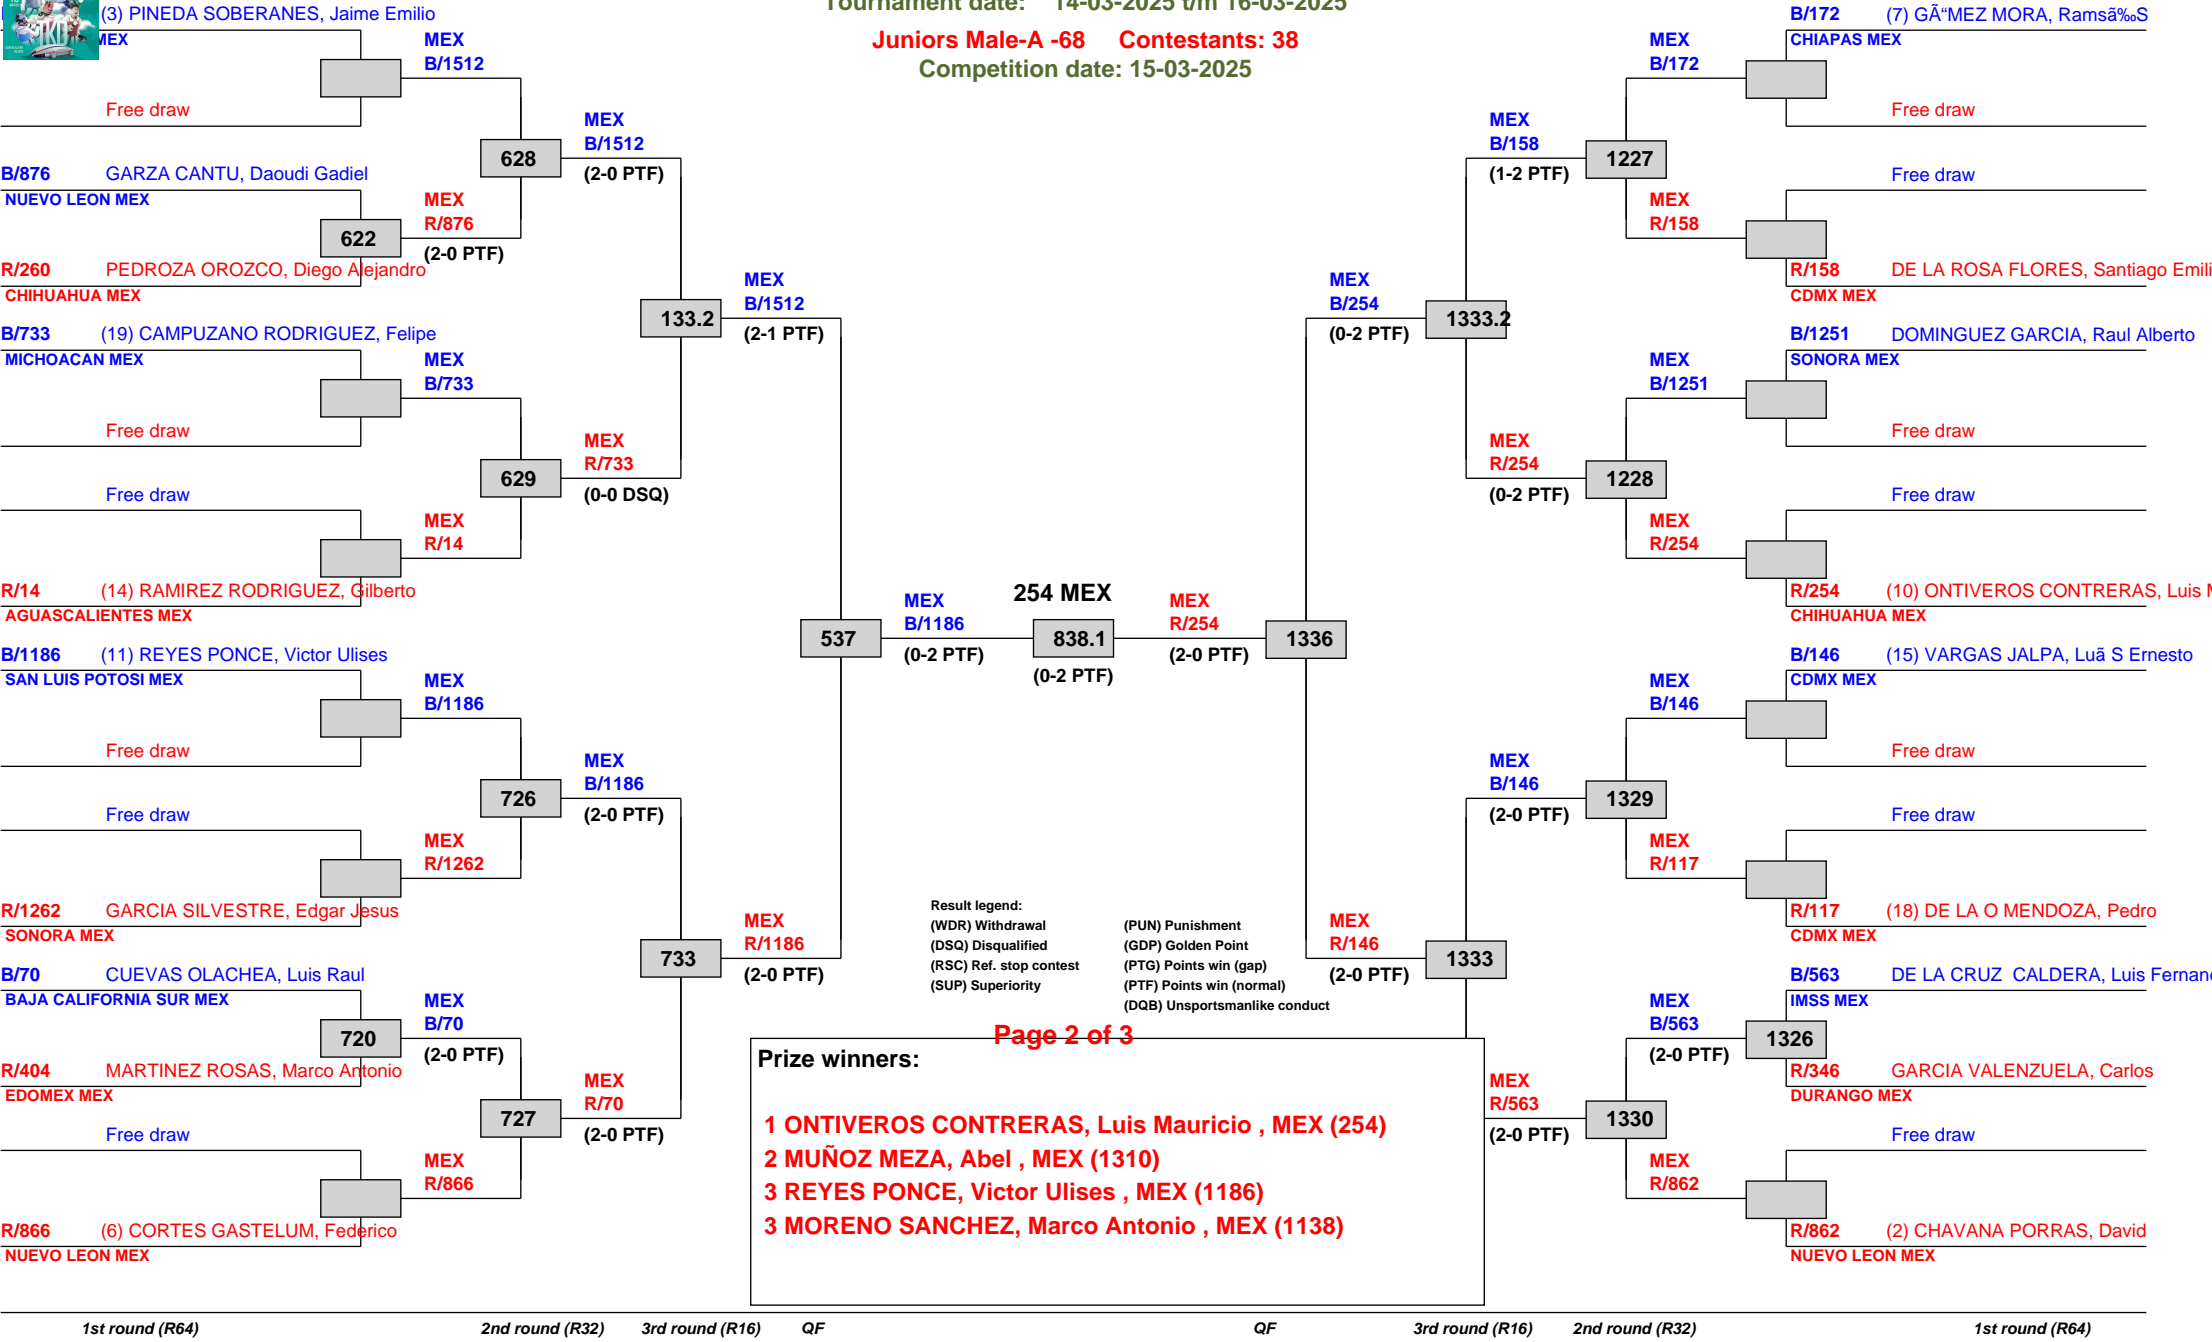 Tournament date: 14-03-2025 t/m 16-03-2025
Juniors Male-A -68 Contestants: 38
Competition date: 15-03-2025
(3) PINEDA SOBERANES, Jaime Emilio
MEX
Free draw
MEX
B/1512
B/876 GARZA CANTU, Daoudi Gadiel
NUEVO LEON MEX
622
R/260 PEDROZA OROZCO, Diego Alejandro
CHIHUAHUA MEX
MEX
R/876
(2-0 PTF)
628
MEX
B/1512
(2-0 PTF)
B/733 (19) CAMPUZANO RODRIGUEZ, Felipe
MICHOACAN MEX
Free draw
MEX
B/733
Free draw
R/14 (14) RAMIREZ RODRIGUEZ, Gilberto
AGUASCALIENTES MEX
MEX
R/14
629
MEX
R/733
(0-0 DSQ)
133.2
MEX
B/1512
(2-1 PTF)
B/1186 (11) REYES PONCE, Victor Ulises
SAN LUIS POTOSI MEX
Free draw
MEX
B/1186
Free draw
R/1262 GARCIA SILVESTRE, Edgar Jesus
SONORA MEX
MEX
R/1262
726
MEX
B/1186
(2-0 PTF)
B/70 CUEVAS OLACHEA, Luis Raul
BAJA CALIFORNIA SUR MEX
720
R/404 MARTINEZ ROSAS, Marco Antonio
EDOMEX MEX
MEX
B/70
(2-0 PTF)
Free draw
R/866 (6) CORTES GASTELUM, Federico
NUEVO LEON MEX
MEX
R/866
727
MEX
R/70
(2-0 PTF)
733
MEX
R/1186
(2-0 PTF)
537
MEX
B/1186
(0-2 PTF)
254 MEX
838.1
(0-2 PTF)
MEX
R/254
(2-0 PTF)
1336
MEX
B/254
(0-2 PTF)
1333.2
MEX
B/158
(1-2 PTF)
1227
MEX
B/172
B/172 (7) GÃ“MEZ MORA, Ramsã‰S
CHIAPAS MEX
Free draw
Free draw
MEX
R/158
R/158 DE LA ROSA FLORES, Santiago Emili
CDMX MEX
B/1251 DOMINGUEZ GARCIA, Raul Alberto
SONORA MEX
MEX
B/1251
Free draw
1228
MEX
R/254
(0-2 PTF)
Free draw
MEX
R/254
R/254 (10) ONTIVEROS CONTRERAS, Luis M
CHIHUAHUA MEX
B/146 (15) VARGAS JALPA, Luã S Ernesto
CDMX MEX
MEX
B/146
Free draw
1329
MEX
B/146
(2-0 PTF)
Free draw
MEX
R/117
R/117 (18) DE LA O MENDOZA, Pedro
CDMX MEX
1333
MEX
R/146
(2-0 PTF)
B/563 DE LA CRUZ CALDERA, Luis Fernan
IMSS MEX
1326
MEX
B/563
(2-0 PTF)
R/346 GARCIA VALENZUELA, Carlos
DURANGO MEX
1330
MEX
R/563
(2-0 PTF)
Free draw
MEX
R/862
R/862 (2) CHAVANA PORRAS, David
NUEVO LEON MEX
Result legend:
(WDR) Withdrawal (PUN) Punishment
(DSQ) Disqualified (GDP) Golden Point
(RSC) Ref. stop contest (PTG) Points win (gap)
(SUP) Superiority (PTF) Points win (normal)
(DQB) Unsportsmanlike conduct
Page 2 of 3
Prize winners:
1 ONTIVEROS CONTRERAS, Luis Mauricio , MEX (254)
2 MUÑOZ MEZA, Abel , MEX (1310)
3 REYES PONCE, Victor Ulises , MEX (1186)
3 MORENO SANCHEZ, Marco Antonio , MEX (1138)
1st round (R64) 2nd round (R32) 3rd round (R16) QF QF 3rd round (R16) 2nd round (R32) 1st round (R64)